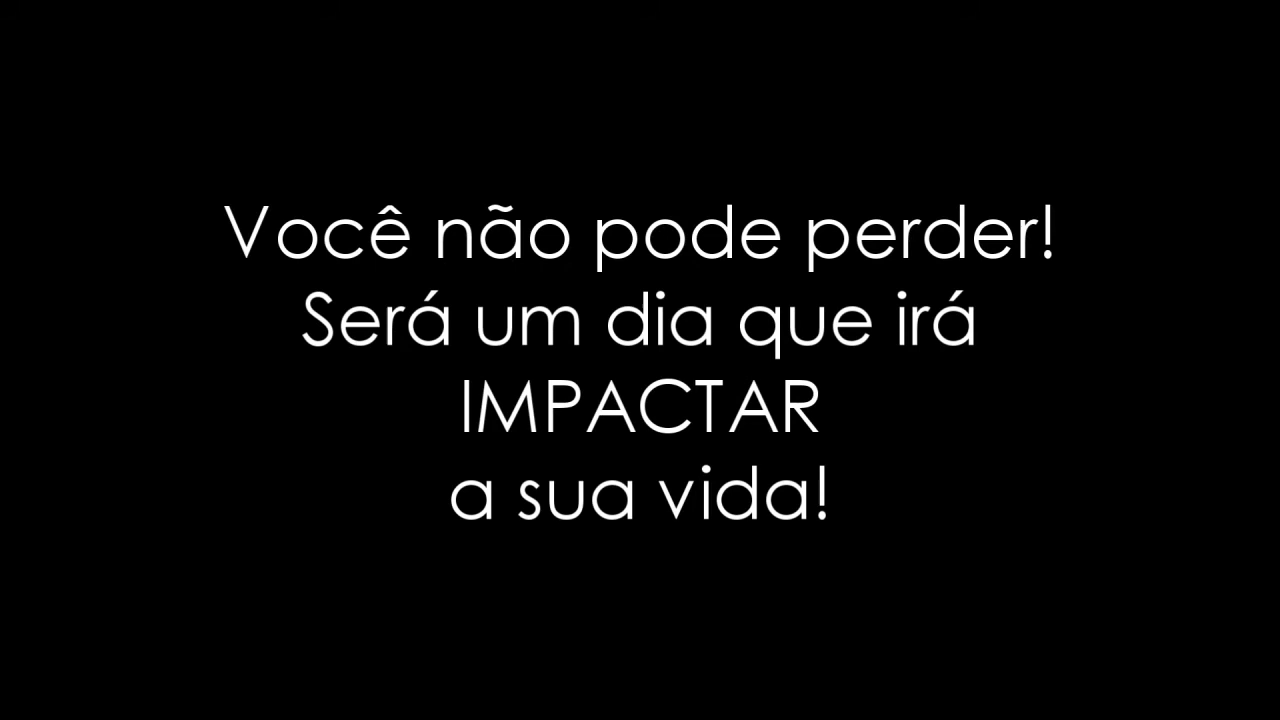 Você não pode perder!
Será um dia que irá
IMPACTAR
a sua vida!